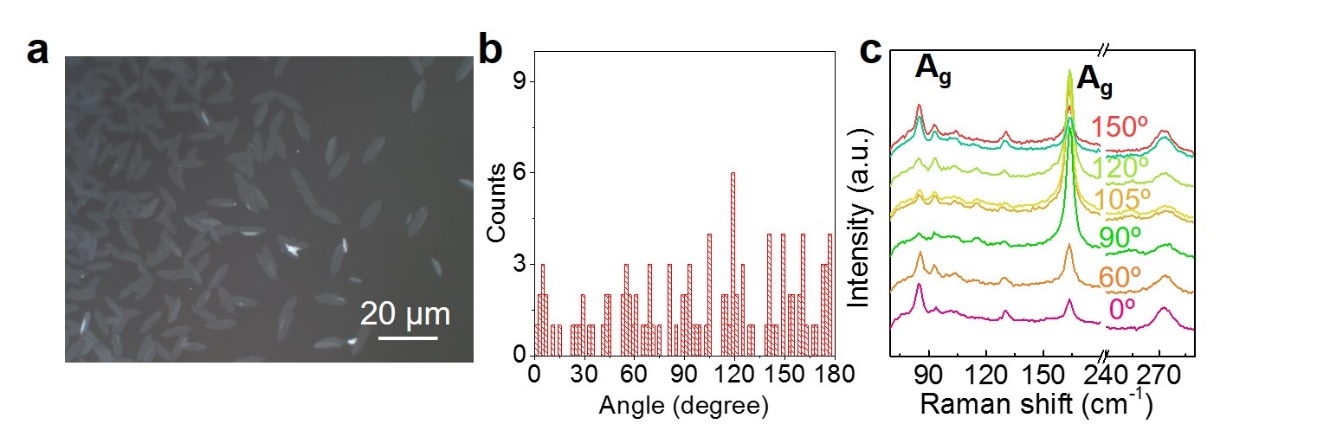 a
20 μm
b
Counts
9
6
3
0
0 30 60 90 120 150 180
Angle (degree)
c
Ag
Ag
150º
120º
105º
90º
60º
0º
Intensity (a.u.)
90 120 150 240 270
Raman shift (cm-1)